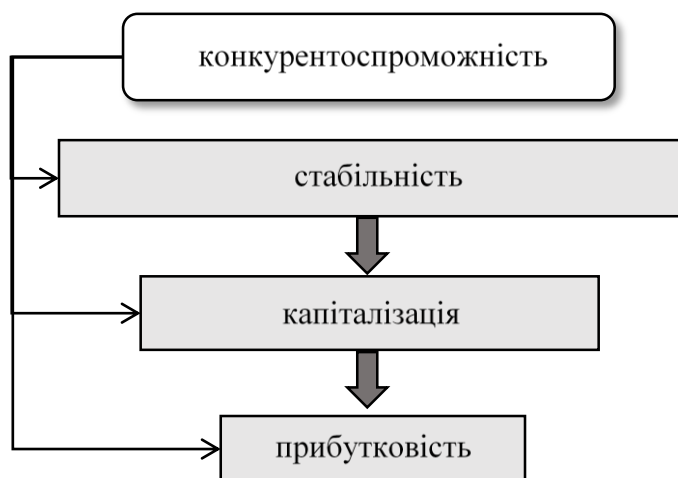 конкурентоспроможність
стабільність
капіталізація
прибутковість